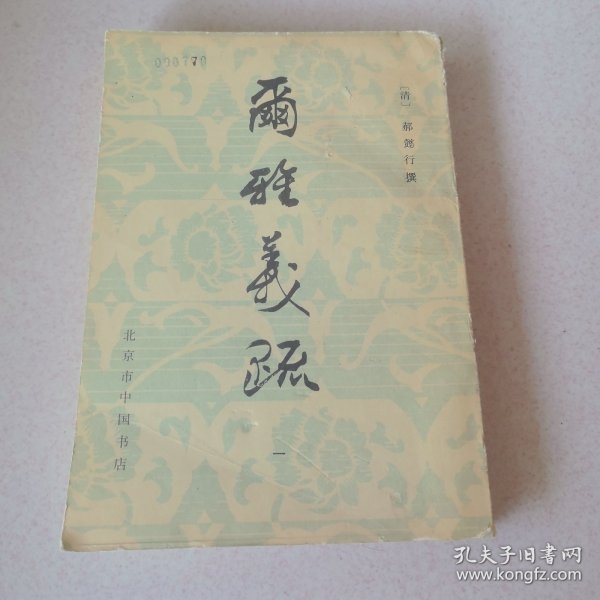 000770
〔清〕郝懿行撰
爾雅義疏
一
北京市中国书店
孔夫子旧书网
www.kongfz.com